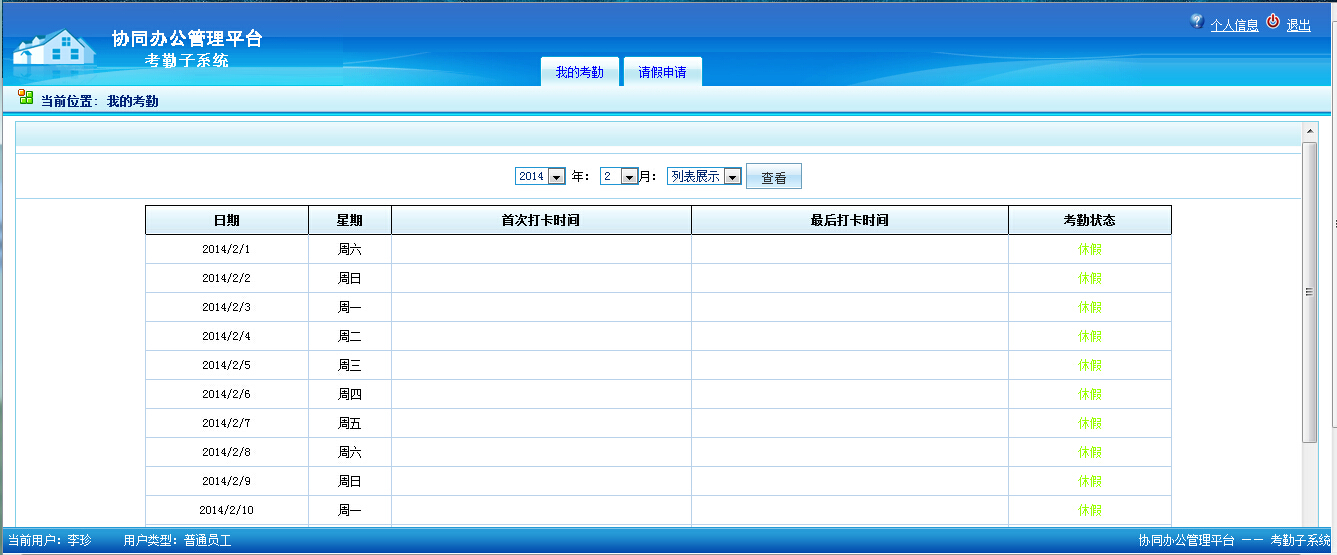 个人信息 退出
协同办公管理平台
考勤子系统
我的考勤 请假申请
当前位置: 我的考勤
2014 年: 2 月: 列表展示 查看
日期 星期 首次打卡时间 最后打卡时间 考勤状态
2014/2/1 周六 休假
2014/2/2 周日 休假
2014/2/3 周一 休假
2014/2/4 周二 休假
2014/2/5 周三 休假
2014/2/6 周四 休假
2014/2/7 周五 休假
2014/2/8 周六 休假
2014/2/9 周日 休假
2014/2/10 周一 休假
当前用户: 李珍 用户类型: 普通员工 协同办公管理平台 -- 考勤子系统